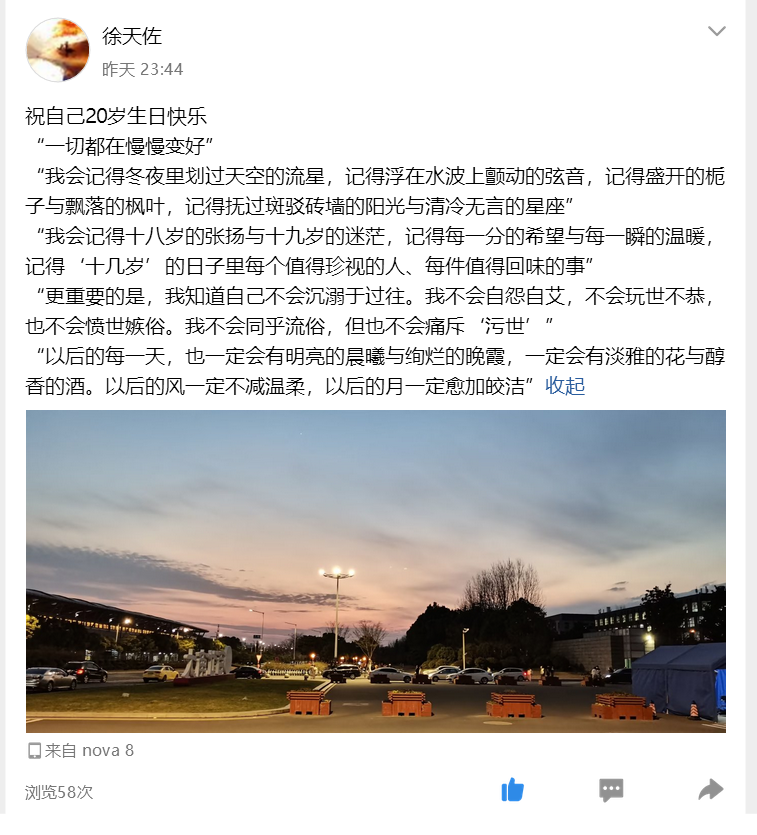 徐天佐
昨天 23:44
祝自己20岁生日快乐
“一切都在慢慢变好”
“我会记得冬夜里划过天空的流星，记得浮在水波上颤动的弦音，记得盛开的栀
子与飘落的枫叶，记得抚过斑驳砖墙的阳光与清冷无言的星座”
“我会记得十八岁的张扬与十九岁的迷茫，记得每一分的希望与每一瞬的温暖，
记得‘十几岁’的日子里每个值得珍视的人、每件值得回味的事”
“更重要的是，我知道自己不会沉溺于过往。我不会自怨自艾，不会玩世不恭，
也不会愤世嫉俗。我不会同乎流俗，但也不会痛斥‘污世’”
“以后的每一天，也一定会有明亮的晨曦与绚烂的晚霞，一定会有淡雅的花与醇
香的酒。以后的风一定不减温柔，以后的月一定愈加皎洁”收起
来自 nova 8
浏览58次